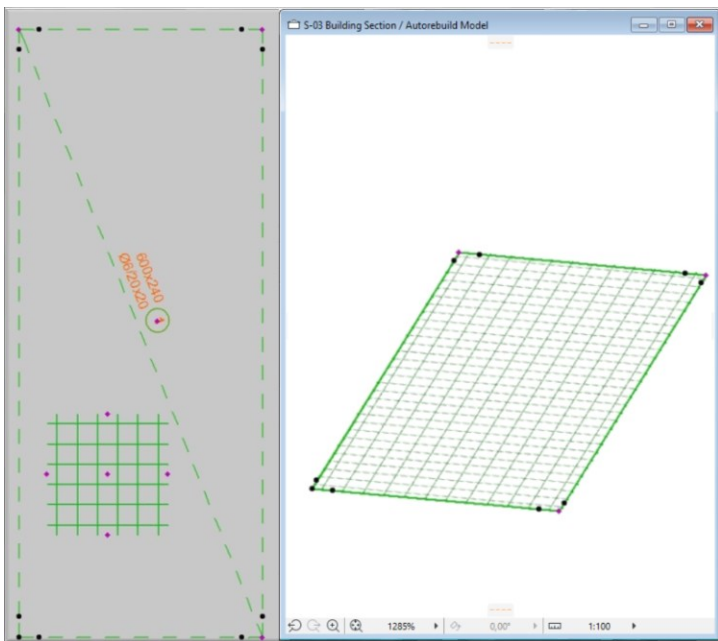 S-03 Building Section / Autorebuild Model
600x240
Ø6/20x20
1285%
0,00°
1:100